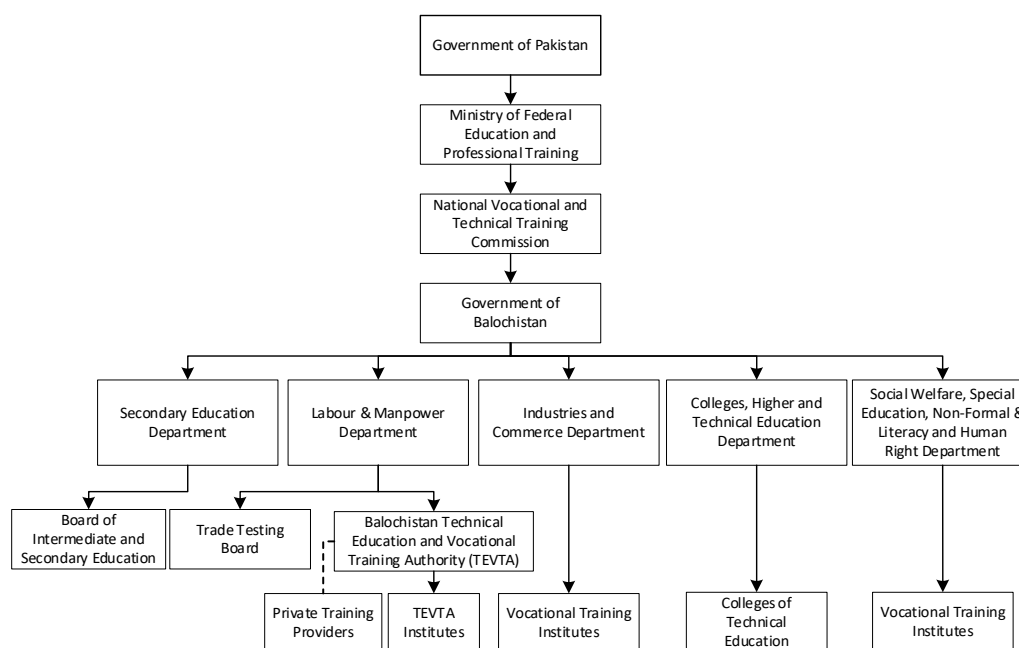 Government of Pakistan
Ministry of Federal
Education and
Professional Training
National Vocational and
Technical Training
Commission
Government of
Balochistan
Secondary Education
Department
Labour & Manpower
Department
Industries and
Commerce Department
Colleges, Higher and
Technical Education
Department
Social Welfare, Special
Education, Non-Formal &
Literacy and Human
Right Department
Board of
Intermediate and
Secondary Education
Trade Testing
Board
Balochistan Technical
Education and Vocational
Training Authority (TEVTA)
Private Training
Providers
TEVTA
Institutes
Vocational Training
Institutes
Colleges of
Technical
Education
Vocational Training
Institutes